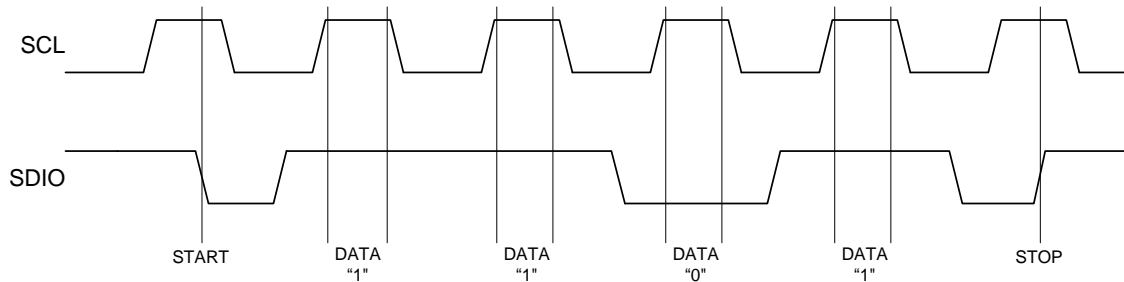 SCL
SDIO
START
DATA
“1"
DATA
“1"
DATA
“0"
DATA
“1"
STOP